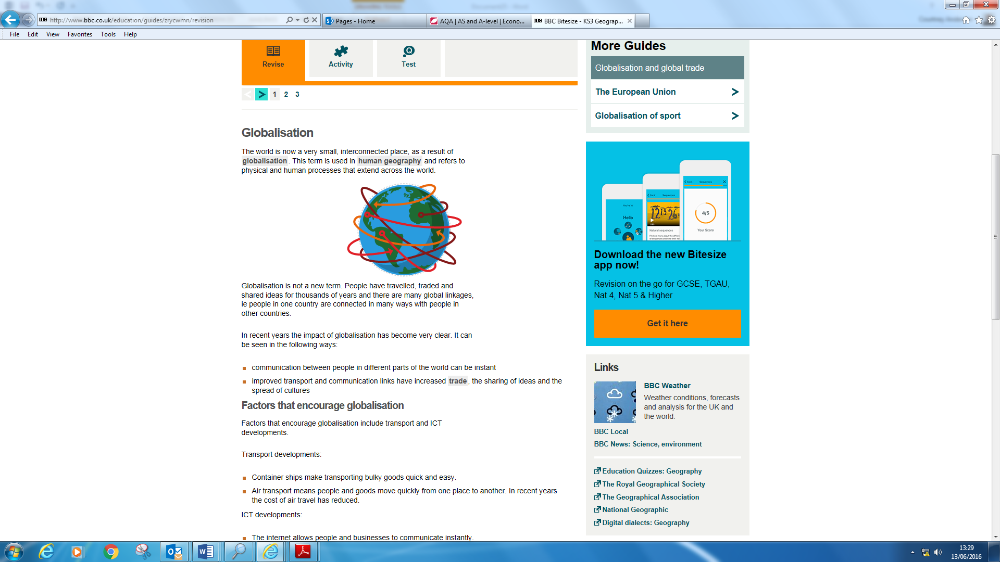 http://www.bbc.co.uk/education/guides/zrycwmn/revision
Pages - Home
AQA | AS and A-level | Econo...
BBC Bitesize - KS3 Geograp...
File Edit View Favorites Tools Help
Revise
Activity
Test
1 2 3
Globalisation
The world is now a very small, interconnected place, as a result of
globalisation. This term is used in human geography and refers to
physical and human processes that extend across the world.
Globalisation is not a new term. People have travelled, traded and
shared ideas for thousands of years and there are many global linkages,
ie people in one country are connected in many ways with people in
other countries.
In recent years the impact of globalisation has become very clear. It can
be seen in the following ways:
communication between people in different parts of the world can be instant
improved transport and communication links have increased trade, the sharing of ideas and the
spread of cultures
Factors that encourage globalisation
Factors that encourage globalisation include transport and ICT
developments.
Transport developments:
Container ships make transporting bulky goods quick and easy.
Air transport means people and goods move quickly from one place to another. In recent years
the cost of air travel has reduced.
ICT developments:
The internet allows people and businesses to communicate instantly.
More Guides
Globalisation and global trade
The European Union
Globalisation of sport
Hello
Back Sequences
Natural sequences
Back Sequences
4/5
Your Score
Download the new Bitesize
app now!
Revision on the go for GCSE, TGAU,
Nat 4, Nat 5 & Higher
Get it here
Links
BBC Weather
Weather conditions, forecasts
and analysis for the UK and
the world.
BBC Local
BBC News: Science, environment
Education Quizzes: Geography
The Royal Geographical Society
The Geographical Association
National Geographic
Digital dialects: Geography
13:29
13/06/2016